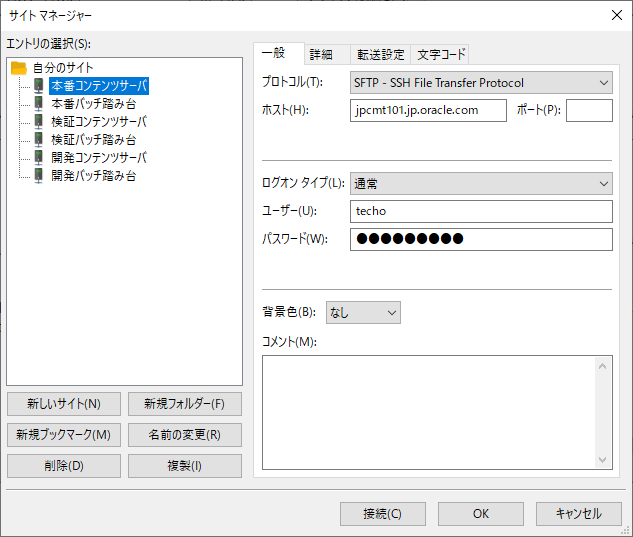 サイト マネージャー
エントリの選択(S):
自分のサイト
本番コンテンツサーバ
本番バッチ踏み台
検証コンテンツサーバ
検証バッチ踏み台
開発コンテンツサーバ
開発バッチ踏み台
新しいサイト(N)
新規フォルダー(F)
新規ブックマーク(M)
名前の変更(R)
削除(D)
複製(I)
一般
詳細
転送設定
文字コード
プロトコル(T):
SFTP - SSH File Transfer Protocol
ホスト(H):
jpcmt101.jp.oracle.com
ポート(P):
ログオン タイプ(L):
通常
ユーザー(U):
techo
パスワード(W):
●●●●●●●●●
背景色(B):
なし
コメント(M):
接続(C)
OK
キャンセル